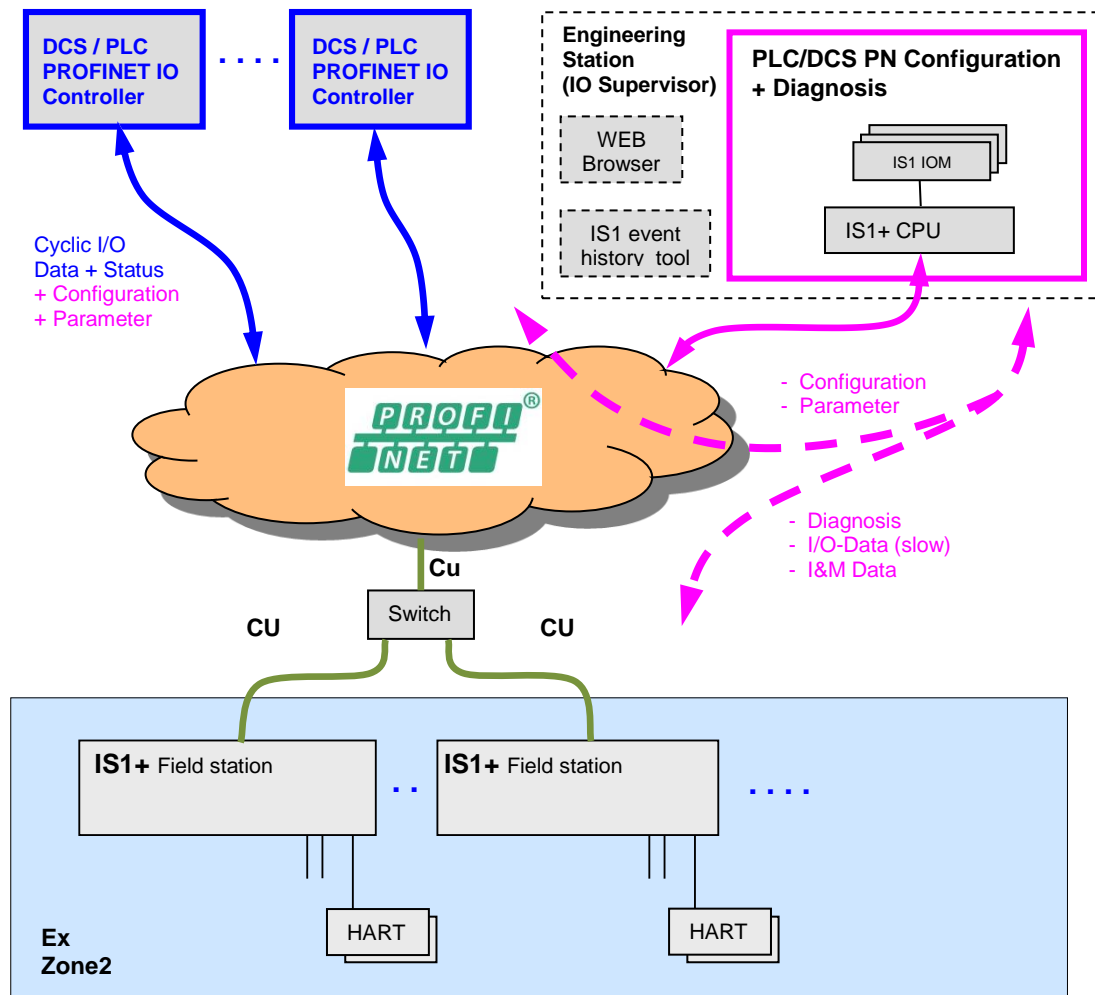 DCS / PLC
PROFINET IO
Controller
. . . .
DCS / PLC
PROFINET IO
Controller
Engineering
Station
(IO Supervisor)
PLC/DCS PN Configuration
+ Diagnosis
WEB
Browser
IS1 IOM
IS1 event
history tool
IS1+ CPU
Cyclic I/O
Data + Status
+ Configuration
+ Parameter
PROFI®
NET
- Configuration
- Parameter
- Diagnosis
- I/O-Data (slow)
- I&M Data
Cu
Switch
CU
CU
IS1+ Field station
. .
IS1+ Field station
. . . .
HART
HART
Ex
Zone2